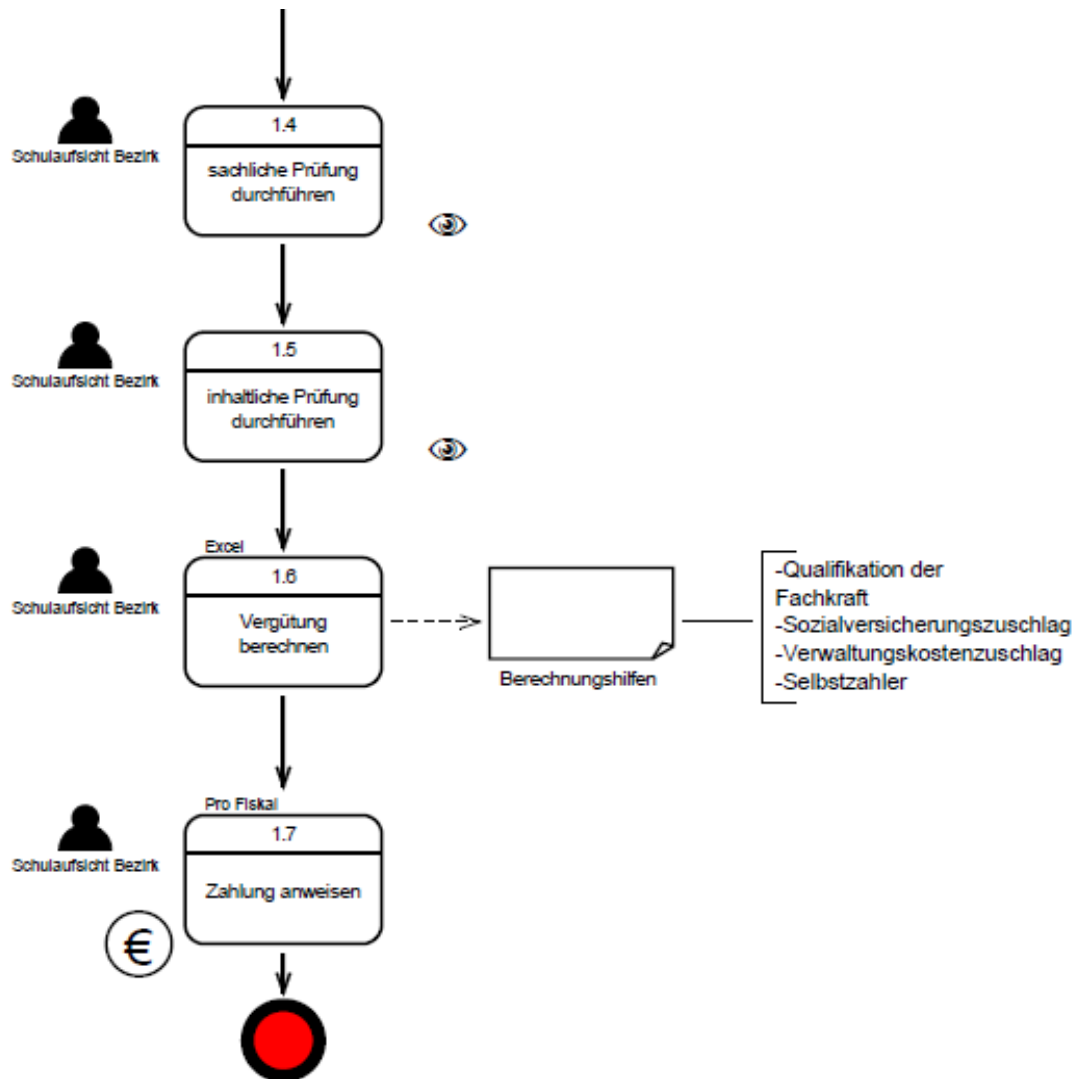 1.4
Schulaufsicht Bezirk
sachliche Prüfung
durchführen
1.5
Schulaufsicht Bezirk
inhaltliche Prüfung
durchführen
Excel
1.6
Schulaufsicht Bezirk
Vergütung
berechnen
Berechnungshilfen
-Qualifikation der
Fachkraft
-Sozialversicherungszuschlag
-Verwaltungskostenzuschlag
-Selbstzahler
Pro Fiskal
1.7
Schulaufsicht Bezirk
Zahlung anweisen
€